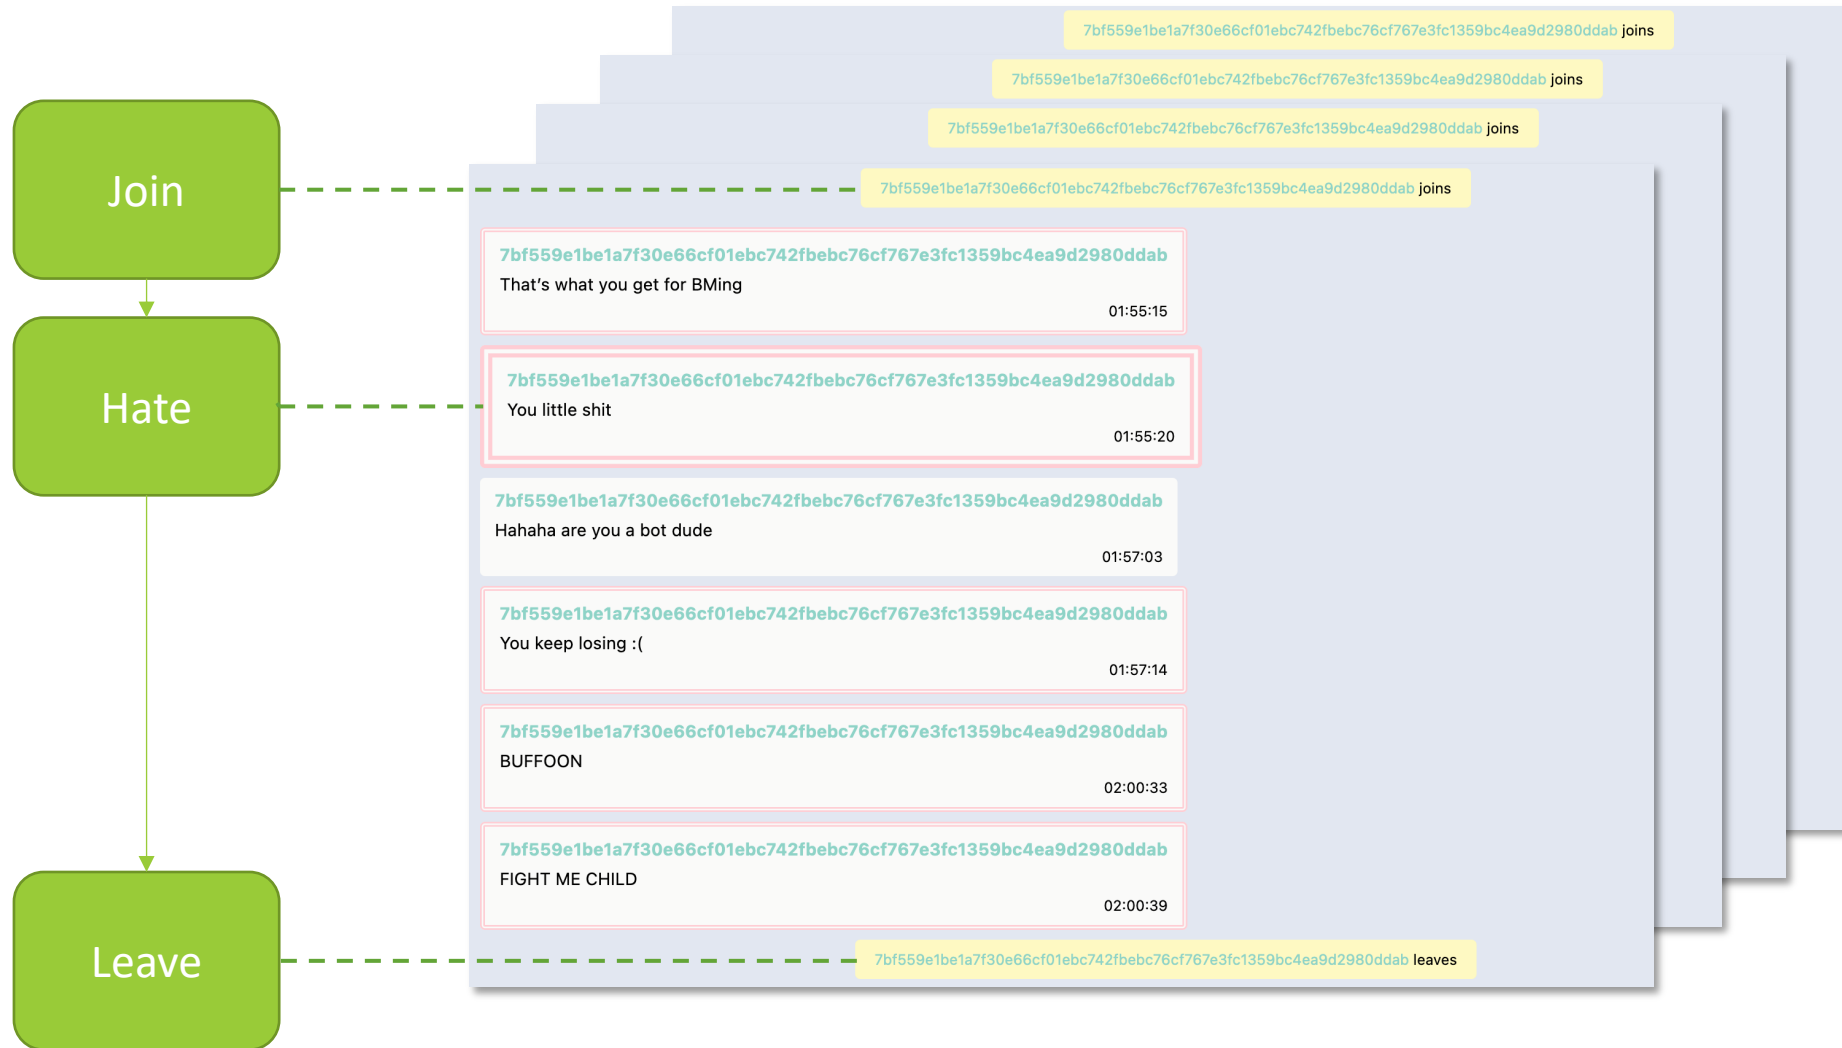 7bf559e1be1a7f30e66cf01ebc742fbebc76cf767e3fc1359bc4ea9d2980ddab joins
7bf559e1be1a7f30e66cf01ebc742fbebc76cf767e3fc1359bc4ea9d2980ddab joins
7bf559e1be1a7f30e66cf01ebc742fbebc76cf767e3fc1359bc4ea9d2980ddab joins
Join
7bf559e1be1a7f30e66cf01ebc742fbebc76cf767e3fc1359bc4ea9d2980ddab joins
7bf559e1be1a7f30e66cf01ebc742fbebc76cf767e3fc1359bc4ea9d2980ddab
That's what you get for BMing
01:55:15
Hate
7bf559e1be1a7f30e66cf01ebc742fbebc76cf767e3fc1359bc4ea9d2980ddab
You little shit
01:55:20
7bf559e1be1a7f30e66cf01ebc742fbebc76cf767e3fc1359bc4ea9d2980ddab
Hahaha are you a bot dude
01:57:03
7bf559e1be1a7f30e66cf01ebc742fbebc76cf767e3fc1359bc4ea9d2980ddab
You keep losing :(
01:57:14
7bf559e1be1a7f30e66cf01ebc742fbebc76cf767e3fc1359bc4ea9d2980ddab
BUFFOON
02:00:33
7bf559e1be1a7f30e66cf01ebc742fbebc76cf767e3fc1359bc4ea9d2980ddab
FIGHT ME CHILD
02:00:39
Leave
7bf559e1be1a7f30e66cf01ebc742fbebc76cf767e3fc1359bc4ea9d2980ddab leaves